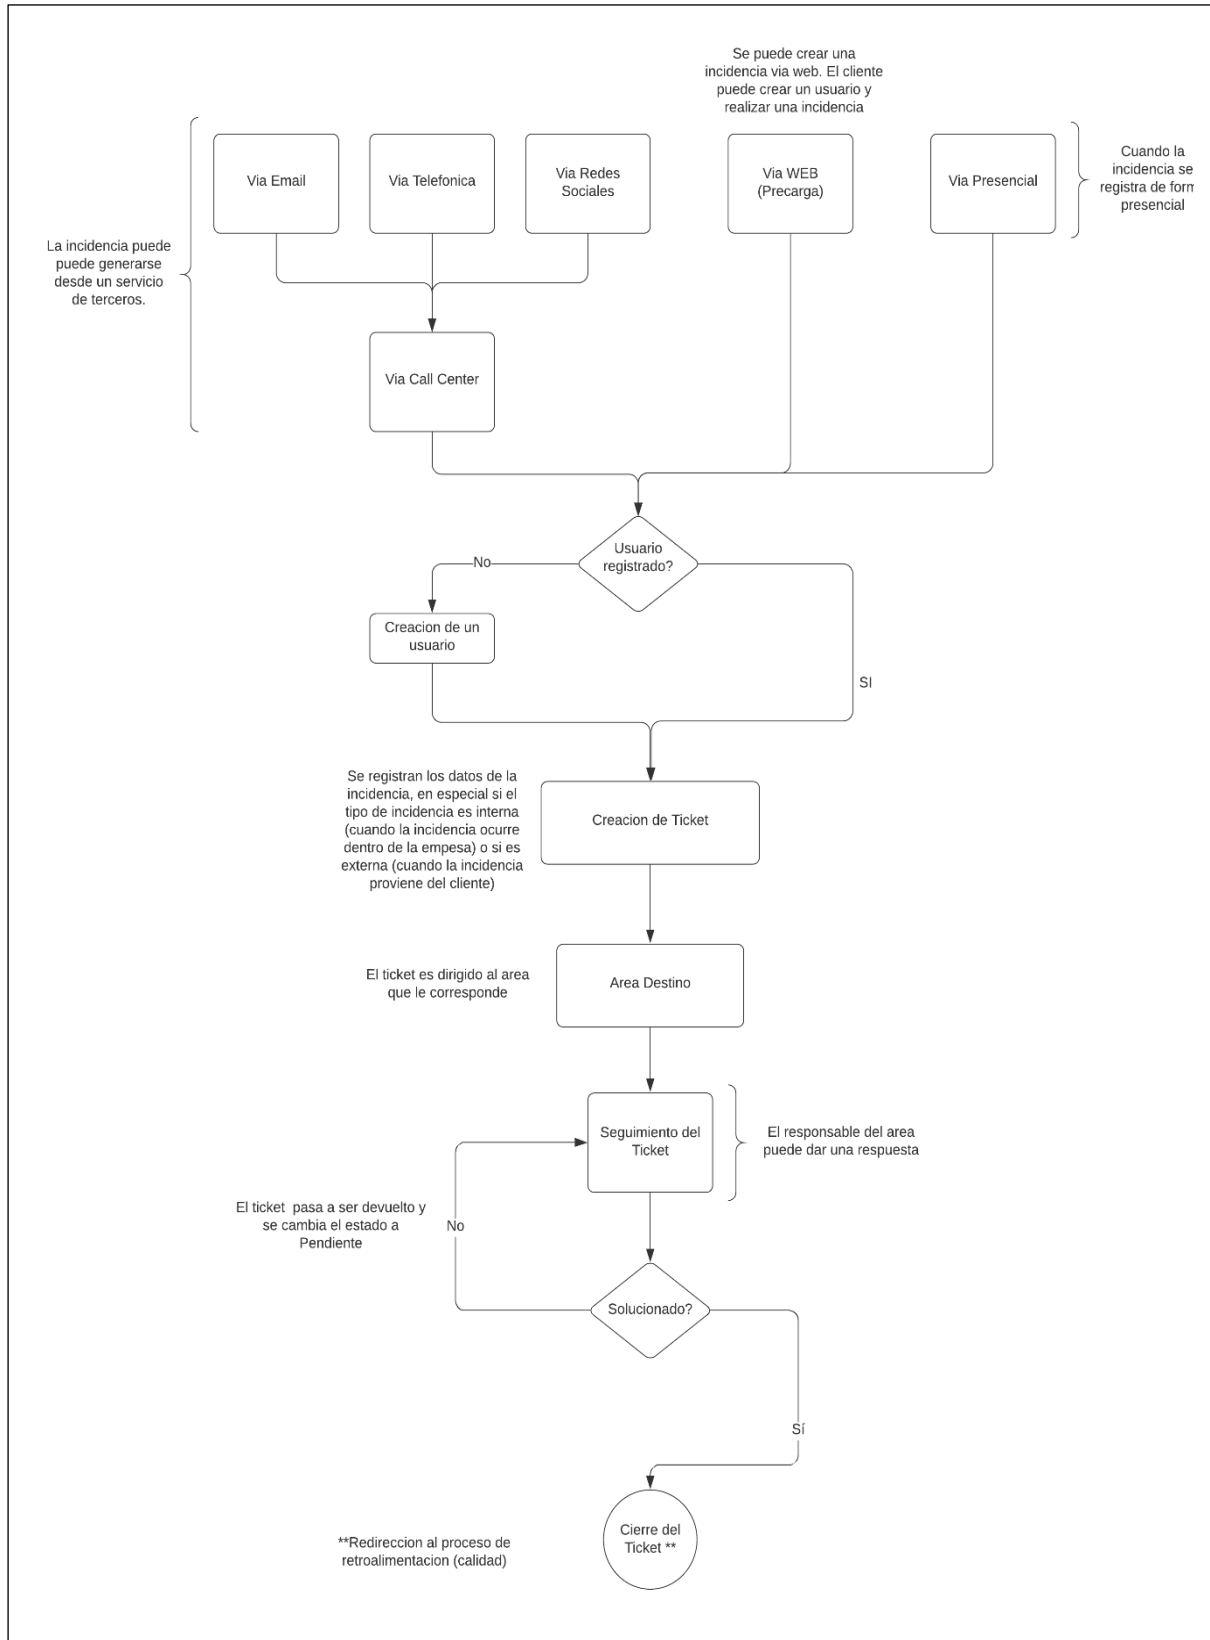 Se puede crear una
incidencia via web. El cliente
puede crear un usuario y
realizar una incidencia
Via Email
Via Telefonica
Via Redes
Sociales
Via WEB
(Precarga)
Via Presencial
Cuando la
incidencia se
registra de form
presencial
La incidencia puede
puede generarse
desde un servicio
de terceros.
Via Call Center
Usuario
registrado?
No
Creacion de un
usuario
SI
Se registran los datos de la
incidencia, en especial si el
tipo de incidencia es interna
(cuando la incidencia ocurre
dentro de la empesa) o si es
externa (cuando la incidencia
proviene del cliente)
Creacion de Ticket
El ticket es dirigido al area
que le corresponde
Area Destino
Seguimiento del
Ticket
El responsable del area
puede dar una respuesta
El ticket pasa a ser devuelto y
se cambia el estado a
Pendiente
No
Solucionado?
Sí
Cierre del
Ticket **
**Redireccion al proceso de
retroalimentacion (calidad)